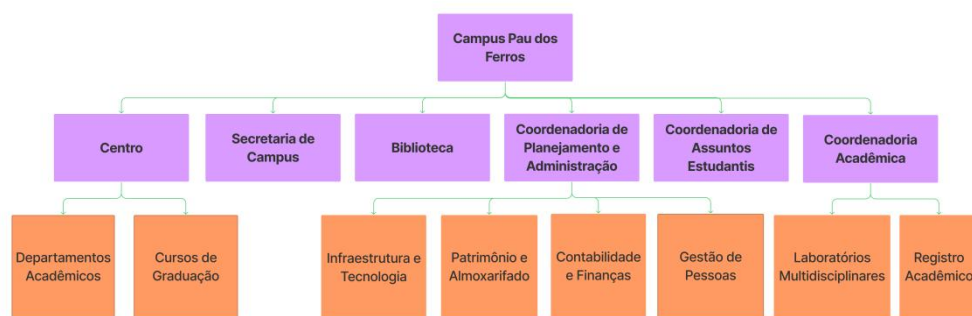 Campus Pau dos
Ferros
Centro
Secretaria de
Campus
Biblioteca
Coordenadoria de
Planejamento e
Administração
Coordenadoria de
Assuntos
Estudantis
Coordenadoria
Acadêmica
Departamentos
Acadêmicos
Cursos de
Graduação
Infraestrutura e
Tecnologia
Patrimônio e
Almoxarifado
Contabilidade
e Finanças
Gestão de
Pessoas
Laboratórios
Multidisciplinares
Registro
Acadêmico